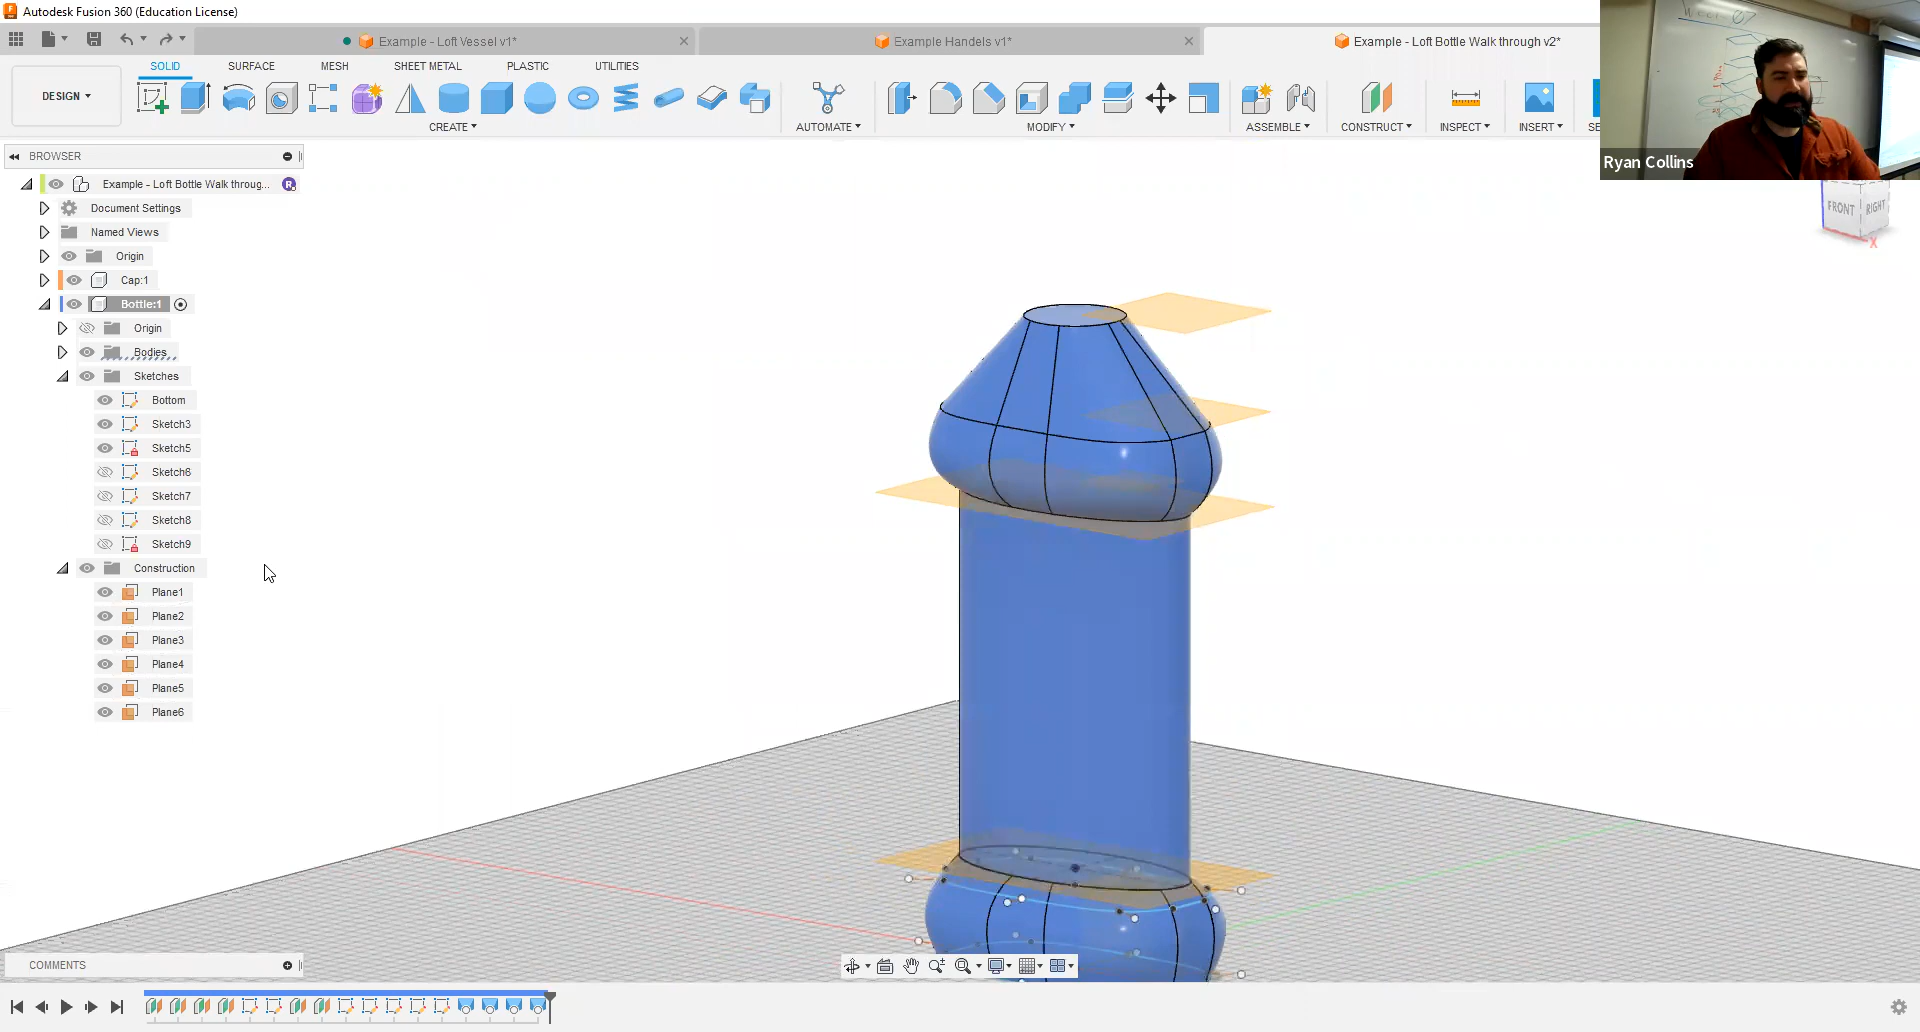 Autodesk Fusion 360 (Education License)
Example - Loft Vessel v1*
Example Handels v1*
Example - Loft Bottle Walk through v2*
SOLID
SURFACE
MESH
SHEET METAL
PLASTIC
UTILITIES
DESIGN
CREATE
AUTOMATE
MODIFY
ASSEMBLE
CONSTRUCT
INSPECT
INSERT
SE
Ryan Collins
BROWSER
Example - Loft Bottle Walk throug...
R
Document Settings
Named Views
Origin
Cap:1
Bottle:1
Origin
Bodies
Sketches
Bottom
Sketch3
Sketch5
Sketch6
Sketch7
Sketch8
Sketch9
Construction
Plane1
Plane2
Plane3
Plane4
Plane5
Plane6
FRONT
RIGHT
X
COMMENTS